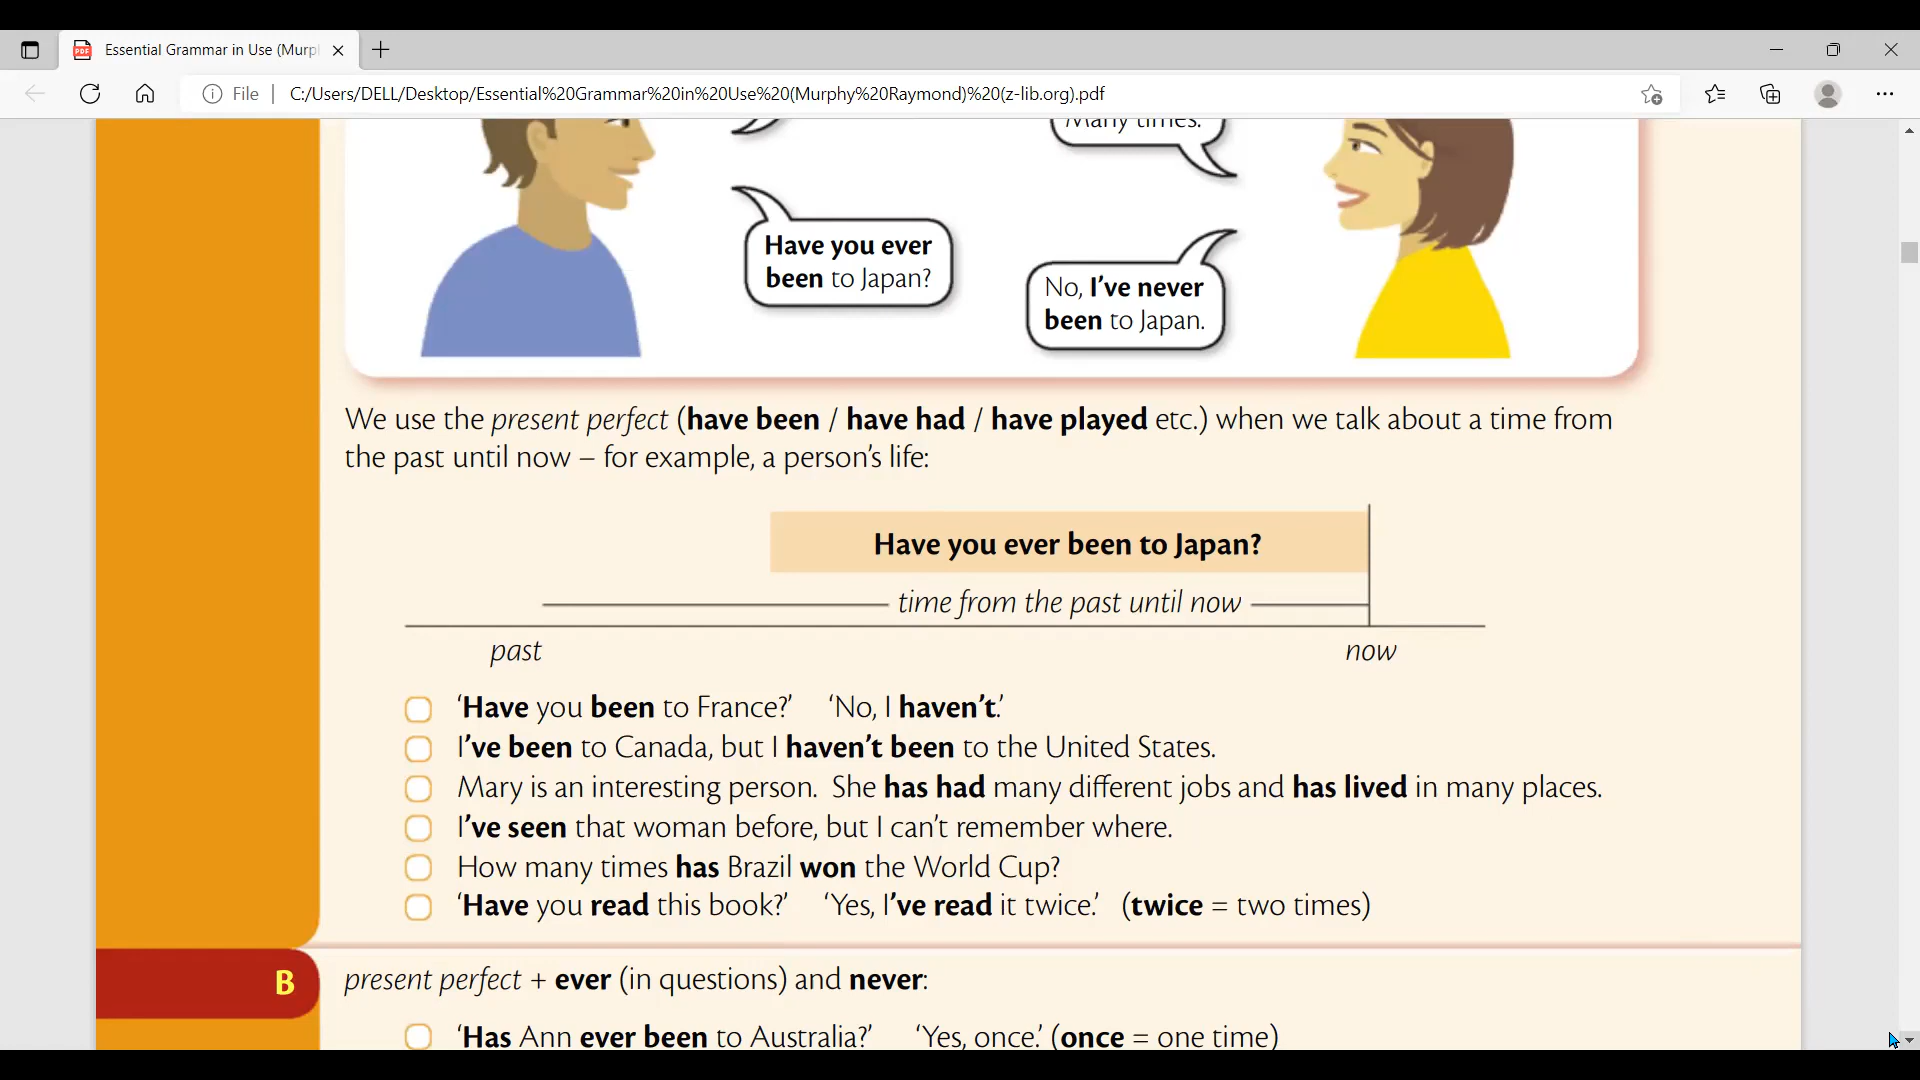 Essential Grammar in Use (Murp
File
C:/Users/DELL/Desktop/Essential%20Grammar%20in%20Use%20(Murphy%20Raymond)%20(z-lib.org).pdf
Many times.
Have you ever
been to Japan?
No, I've never
been to Japan.
We use the present perfect (have been / have had / have played etc.) when we talk about a time from
the past until now – for example, a person's life:
Have you ever been to Japan?
time from the past until now
past now
‘Have you been to France?’ ‘No, I haven't.’
I've been to Canada, but I haven't been to the United States.
Mary is an interesting person. She has had many different jobs and has lived in many places.
I've seen that woman before, but I can't remember where.
How many times has Brazil won the World Cup?
‘Have you read this book?’ ‘Yes, I've read it twice.’ (twice = two times)
B present perfect + ever (in questions) and never:
‘Has Ann ever been to Australia?’ ‘Yes, once.’ (once = one time)